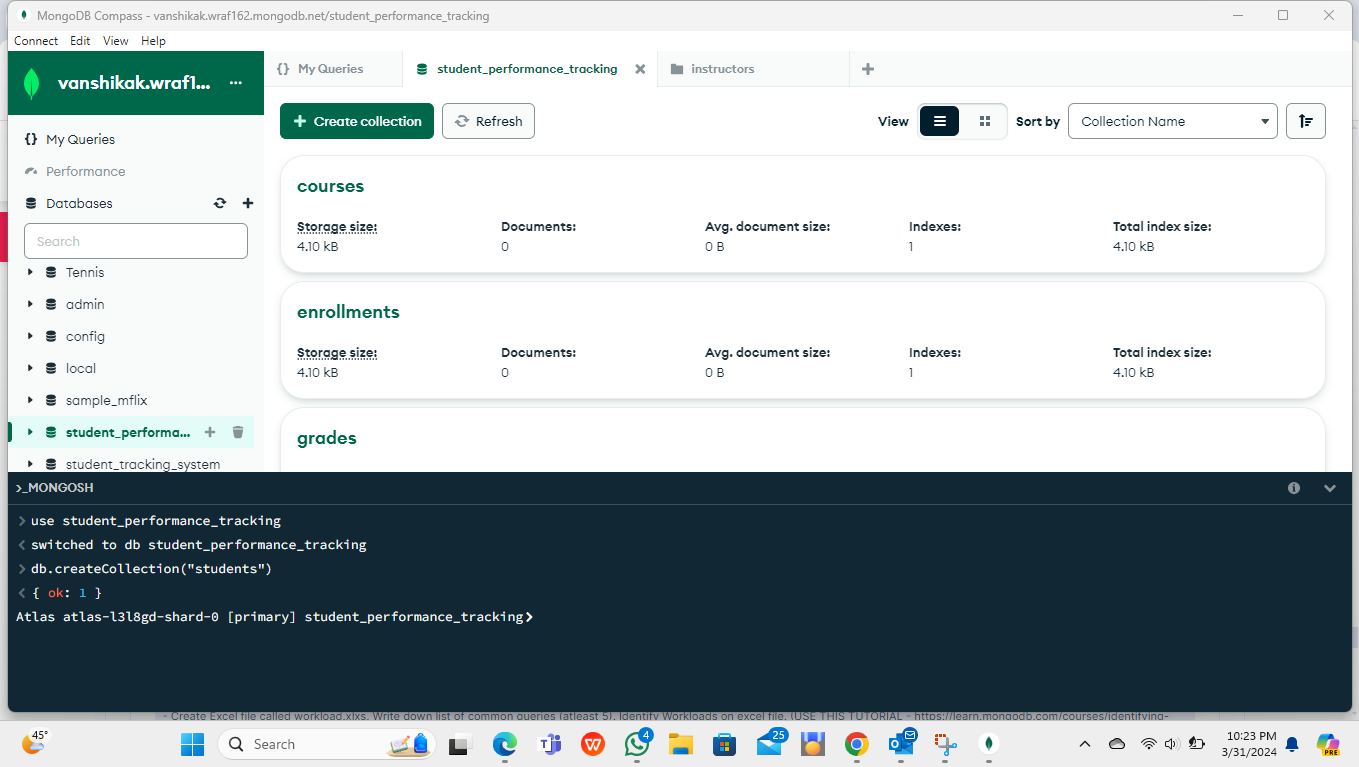 MongoDB Compass - vanshikak.wraf162.mongodb.net/student_performance_tracking
Connect Edit View Help
vanshikak.wraf1... ...
{} My Queries
student_performance_tracking
instructors
My Queries
Performance
Databases
Search
Tennis
admin
config
local
sample_mflix
student_performa...
student_tracking_system
Create collection
Refresh
View
Sort by
Collection Name
courses
Storage size: Documents: Avg. document size: Indexes: Total index size:
4.10 kB 0 0 B 1 4.10 kB
enrollments
Storage size: Documents: Avg. document size: Indexes: Total index size:
4.10 kB 0 0 B 1 4.10 kB
grades
>_MONGOSH
> use student_performance_tracking
< switched to db student_performance_tracking
> db.createCollection("students")
< { ok: 1 }
Atlas atlas-l3l8gd-shard-0 [primary] student_performance_tracking>
- Create Excel file called workload.xlxs. Write down list of common queries (atleast 5). Identify Workloads on excel file. (USE THIS TUTORIAL - https://learn.mongodb.com/courses/identifying-
45°
Search
4
25
10:23 PM
3/31/2024
PRE